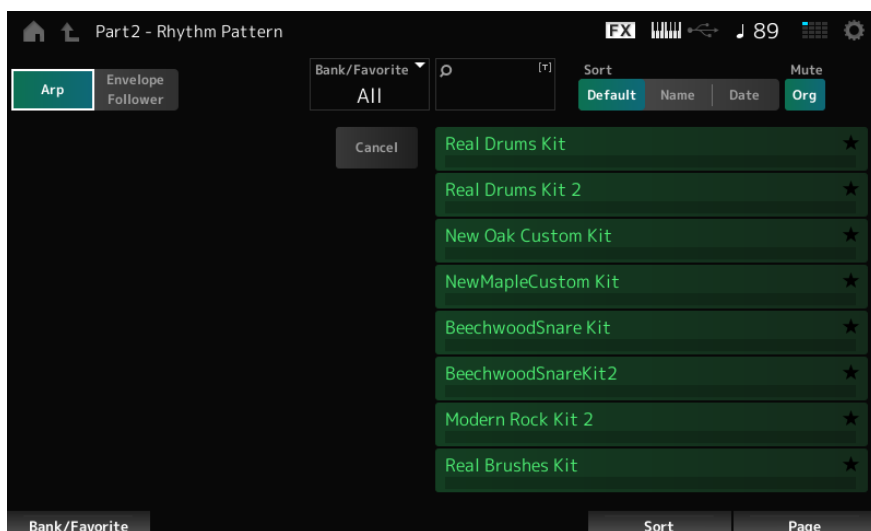 Part2 - Rhythm Pattern
FX
♩ 89
Arp
Envelope
Follower
Bank/Favorite
All
[T]
Sort
Default
Name
Date
Mute
Org
Cancel
Real Drums Kit
Real Drums Kit 2
New Oak Custom Kit
NewMapleCustom Kit
BeechwoodSnare Kit
BeechwoodSnareKit2
Modern Rock Kit 2
Real Brushes Kit
Bank/Favorite
Sort
Page